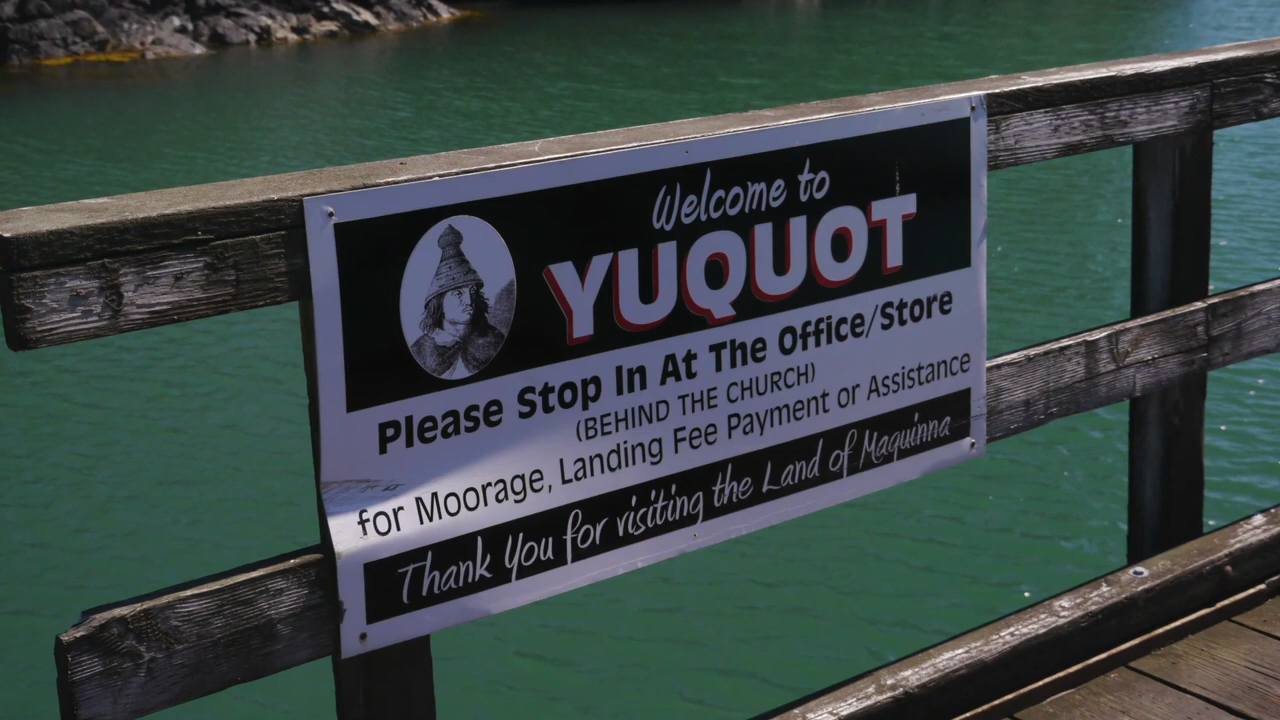 Welcome to
YUQUOT
Please Stop In At The Office/Store
(BEHIND THE CHURCH)
for Moorage, Landing Fee Payment or Assistance
Thank You for visiting the Land of Maquinna